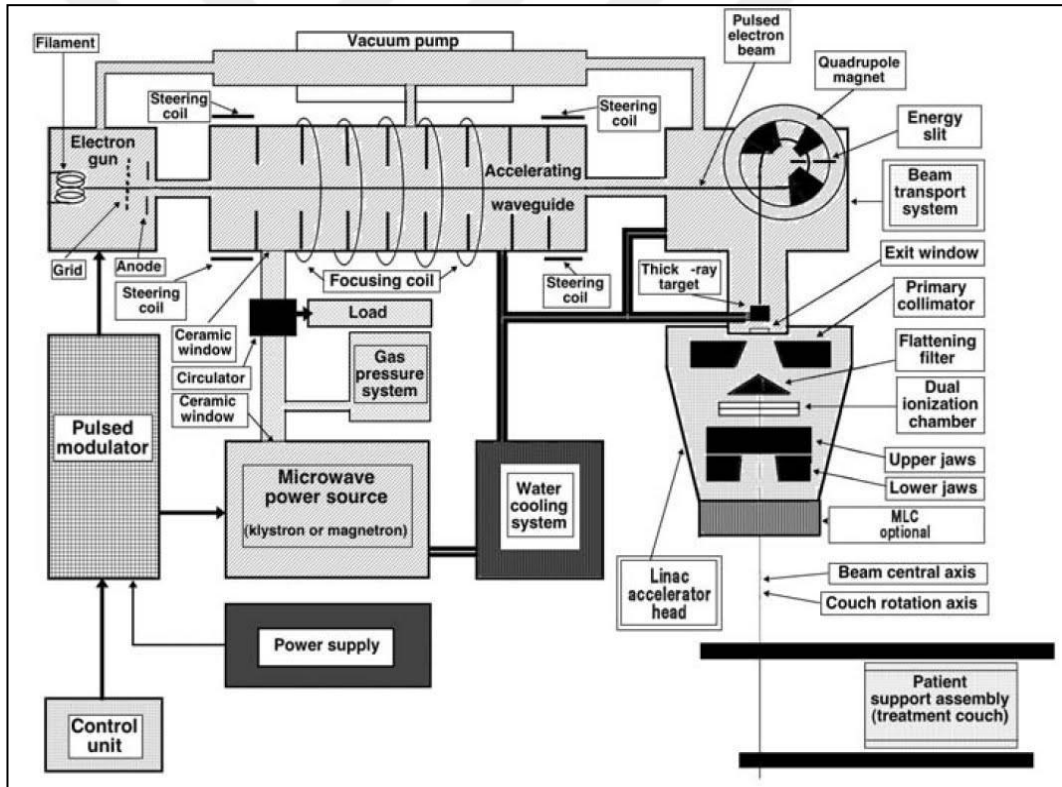 Filament
Vacuum pump
Pulsed
electron
beam
Quadrupole
magnet
Steering
coil
Steering
coil
Energy
slit
Electron
gun
Accelerating
waveguide
Beam
transport
system
Grid
Anode
Steering
coil
Focusing coil
Steering
coil
Thick -ray
target
Exit window
Primary
collimator
Load
Ceramic
window
Circulator
Gas
pressure
system
Ceramic
window
Flattening
filter
Dual
ionization
chamber
Pulsed
modulator
Microwave
power source
(klystron or magnetron)
Water
cooling
system
Upper jaws
Lower jaws
MLC
optional
Linac
accelerator
head
Beam central axis
Couch rotation axis
Power supply
Patient
support assembly
(treatment couch)
Control
unit